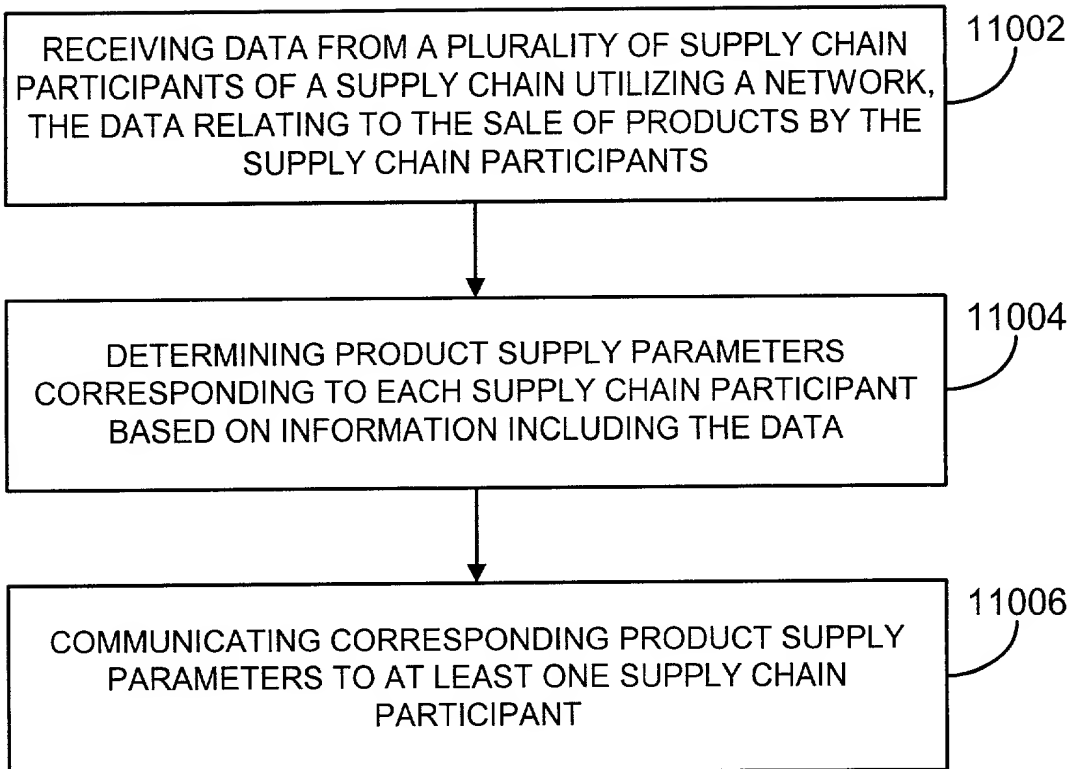 RECEIVING DATA FROM A PLURALITY OF SUPPLY CHAIN
PARTICIPANTS OF A SUPPLY CHAIN UTILIZING A NETWORK,
THE DATA RELATING TO THE SALE OF PRODUCTS BY THE
SUPPLY CHAIN PARTICIPANTS
11002
DETERMINING PRODUCT SUPPLY PARAMETERS
CORRESPONDING TO EACH SUPPLY CHAIN PARTICIPANT
BASED ON INFORMATION INCLUDING THE DATA
11004
COMMUNICATING CORRESPONDING PRODUCT SUPPLY
PARAMETERS TO AT LEAST ONE SUPPLY CHAIN
PARTICIPANT
11006